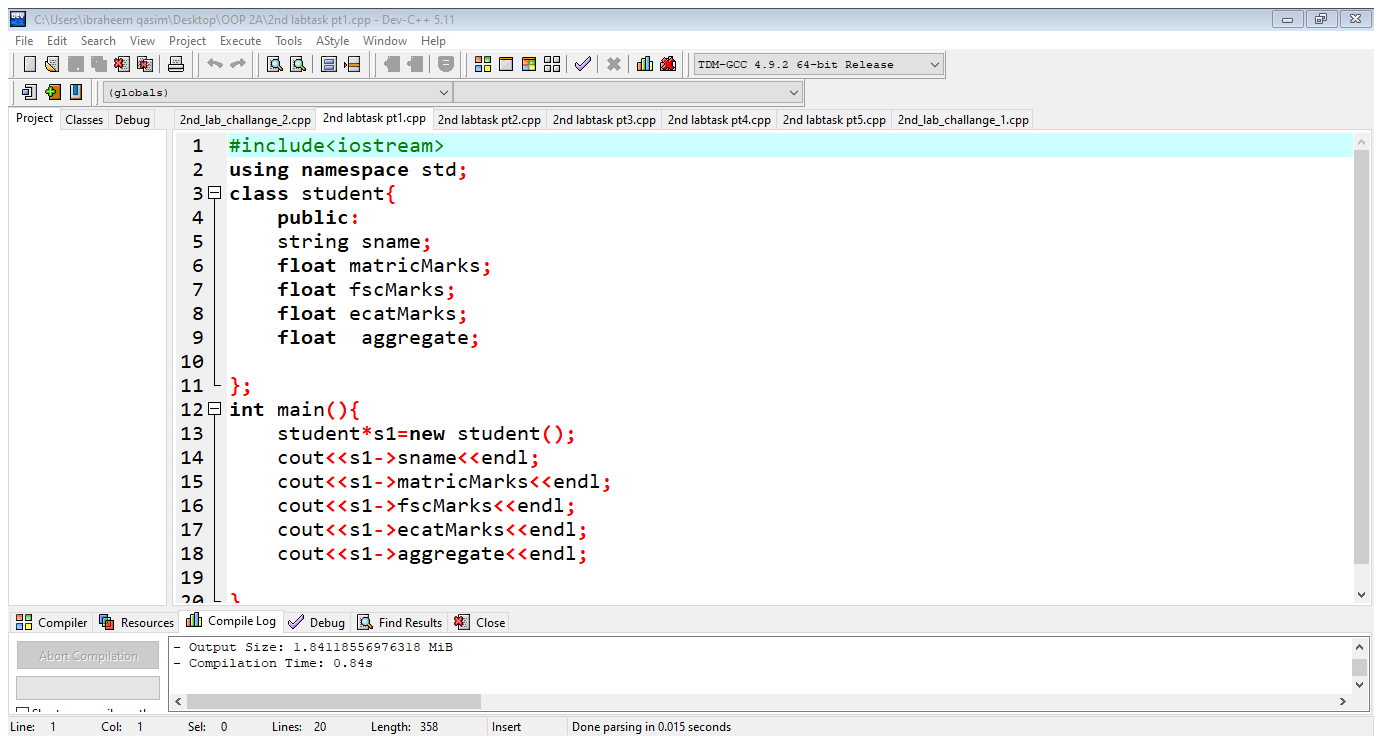 C:\Users\ibraheem qasim\Desktop\OOP 2A\2nd labtask pt1.cpp - Dev-C++ 5.11
File Edit Search View Project Execute Tools AStyle Window Help
TDM-GCC 4.9.2 64-bit Release
(globals)
Project Classes Debug
2nd_lab_challange_2.cpp 2nd labtask pt1.cpp 2nd labtask pt2.cpp 2nd labtask pt3.cpp 2nd labtask pt4.cpp 2nd labtask pt5.cpp 2nd_lab_challange_1.cpp
1 #include<iostream>
2 using namespace std;
3 class student{
4 public:
5 string sname;
6 float matricMarks;
7 float fscMarks;
8 float ecatMarks;
9 float  aggregate;
10
11 };
12 int main(){
13 student*s1=new student();
14 cout<<s1->sname<<endl;
15 cout<<s1->matricMarks<<endl;
16 cout<<s1->fscMarks<<endl;
17 cout<<s1->ecatMarks<<endl;
18 cout<<s1->aggregate<<endl;
19
20 }
Compiler Resources Compile Log Debug Find Results Close
Abort Compilation
- Output Size: 1.84118556976318 MiB
- Compilation Time: 0.84s
Line: 1 Col: 1 Sel: 0 Lines: 20 Length: 358 Insert Done parsing in 0.015 seconds